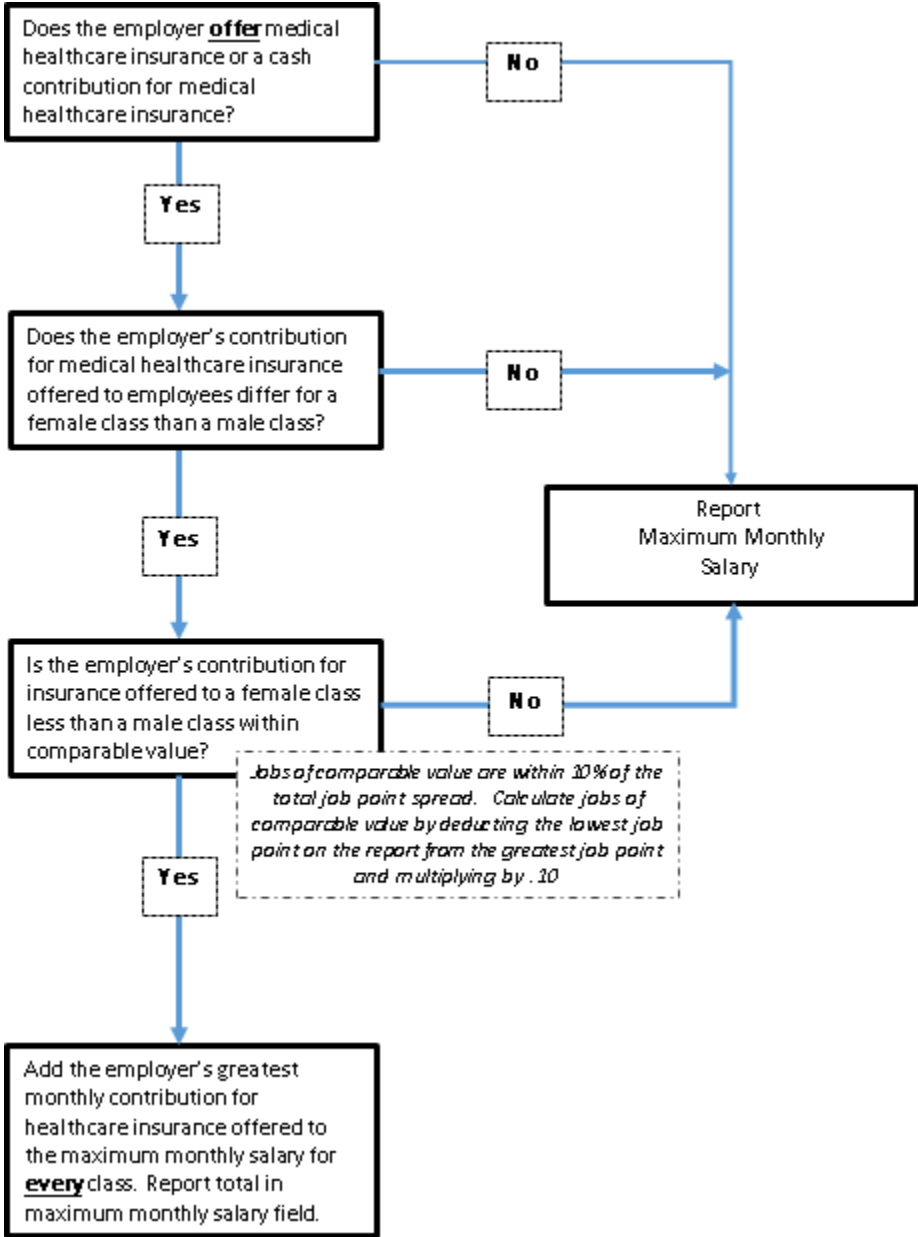 Does the employer offer medical
healthcare insurance or a cash
contribution for medical
healthcare insurance?
No
Yes
Does the employer's contribution
for medical healthcare insurance
offered to employees differ for a
female class than a male class?
No
Yes
Report
Maximum Monthly
Salary
Is the employer's contribution for
insurance offered to a female class
less than a male class within
comparable value?
No
Jobs of comparable value are within 10% of the
total job point spread. Calculate jobs of
comparable value by deducting the lowest job
point on the report from the greatest job point
and multiplying by .10
Yes
Add the employer's greatest
monthly contribution for
healthcare insurance offered to
the maximum monthly salary for
every class. Report total in
maximum monthly salary field.